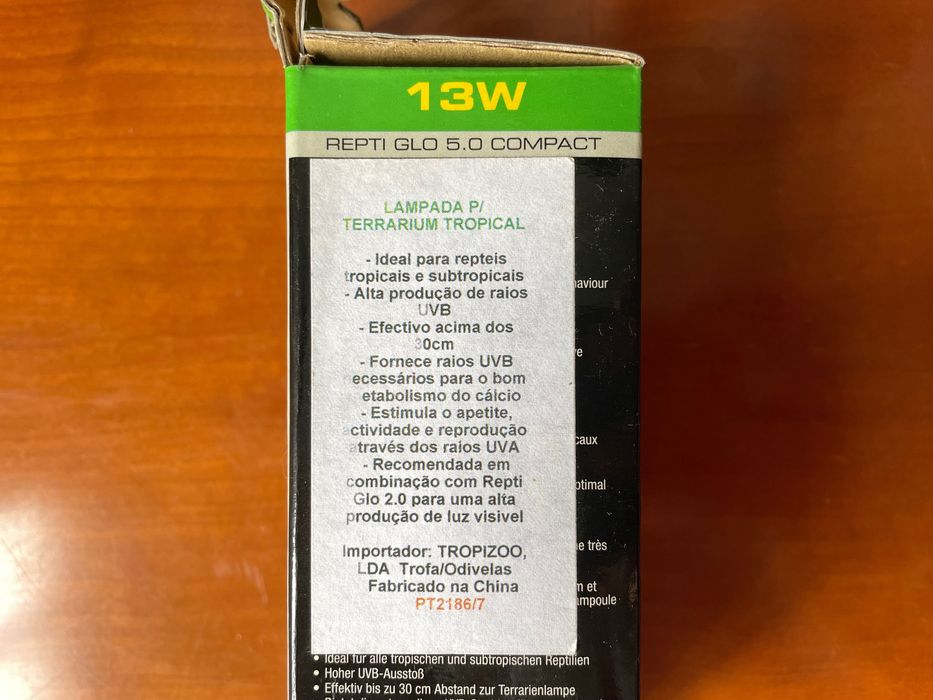 13W
REPTI GLO 5.0 COMPACT
LAMPADA P/
TERRARIUM TROPICAL
- Ideal para repteis
tropicais e subtropicais
- Alta produção de raios
UVB
- Efectivo acima dos
30cm
- Fornece raios UVB
ecessários para o bom
etabolismo do cálcio
- Estimula o apetite,
actividade e reprodução
através dos raios UVA
- Recomendada em
combinação com Repti
Glo 2.0 para uma alta
produção de luz visivel
Importador: TROPIZOO,
LDA Trofa/Odivelas
Fabricado na China
PT2186/7
haviour
caux
optimal
très
et
ampoule
• Ideal für alle tropischen und subtropischen Reptilien
• Hoher UVB-Ausstoß
• Effektiv bis zu 30 cm Abstand zur Terrarienlampe